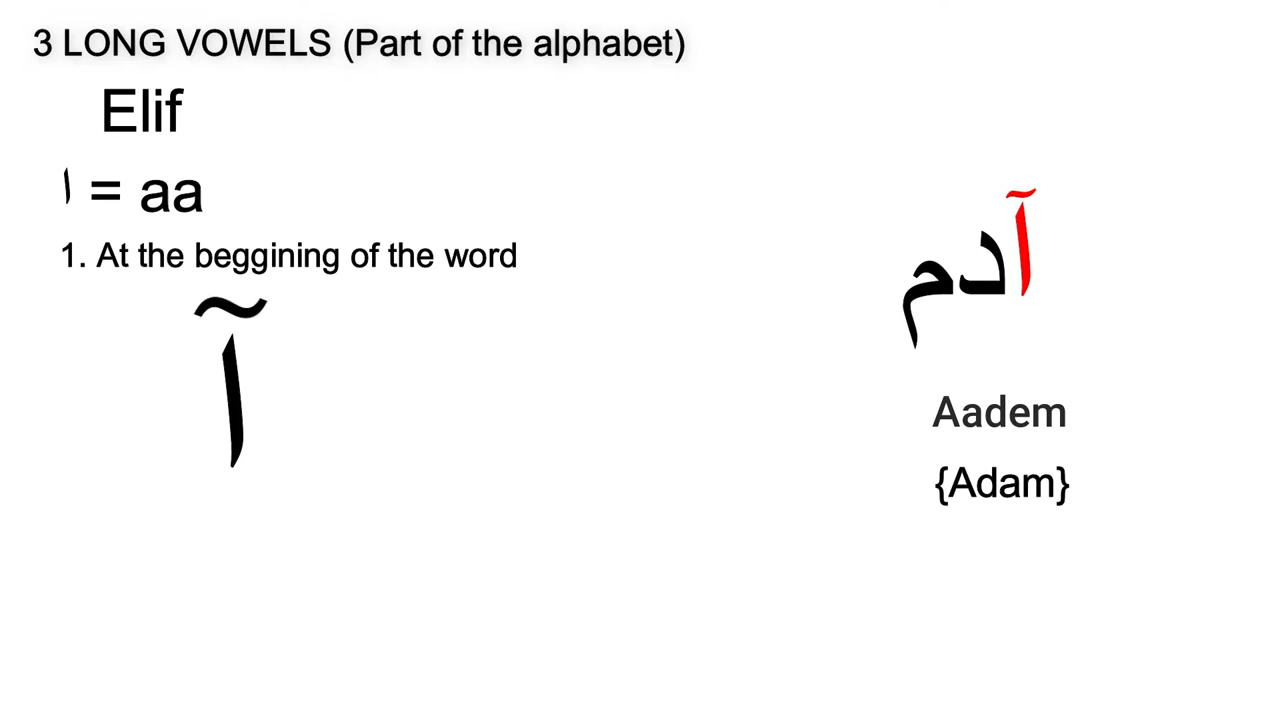 3 LONG VOWELS (Part of the alphabet)
Elif
ا = aa
1. At the beggining of the word
آ
آدم
Aadem
{Adam}